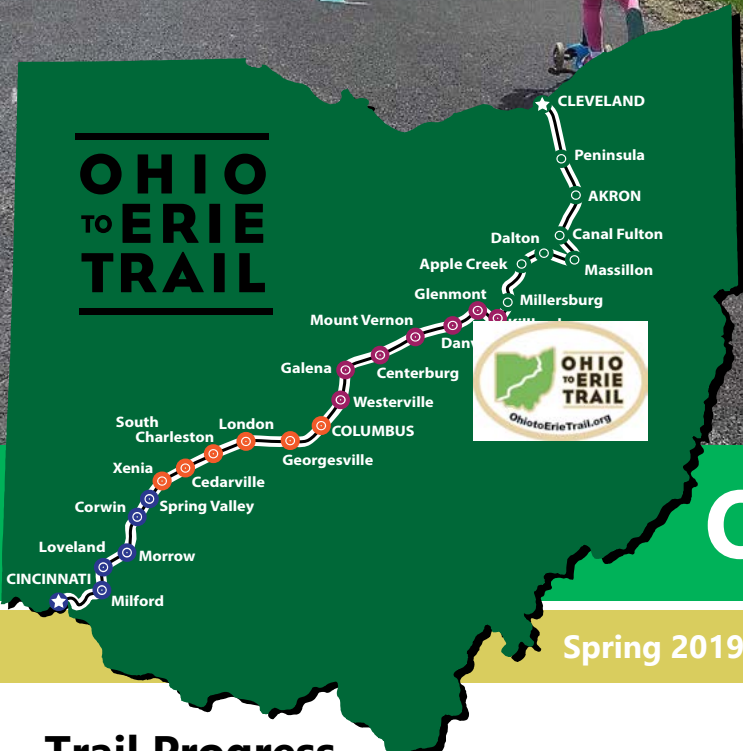 OHIO
TO ERIE
TRAIL
CLEVELAND
Peninsula
AKRON
Canal Fulton
Dalton
Massillon
Apple Creek
Millersburg
Glenmont
Mount Vernon
Galena
Centerburg
Westerville
COLUMBUS
London
Georgesville
South
Charleston
Cedarville
Xenia
Spring Valley
Corwin
Morrow
Loveland
CINCINNATI
Milford
OHIO
TO ERIE
TRAIL
OhiotoErieTrail.org
Spring 2019
Trail Progress